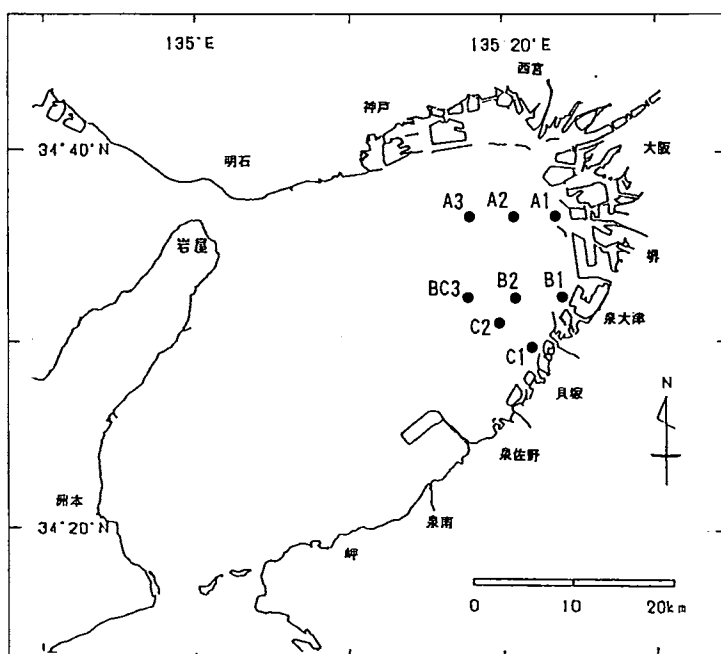 135°E
135°20'E
西宮
神戸
34°40'N
明石
大阪
A3
A2
A1
岩屋
堺
BC3
B2
B1
泉大津
C2
C1
貝塚
N
泉佐野
洲本
34°20'N
泉南
岬
0
10
20km